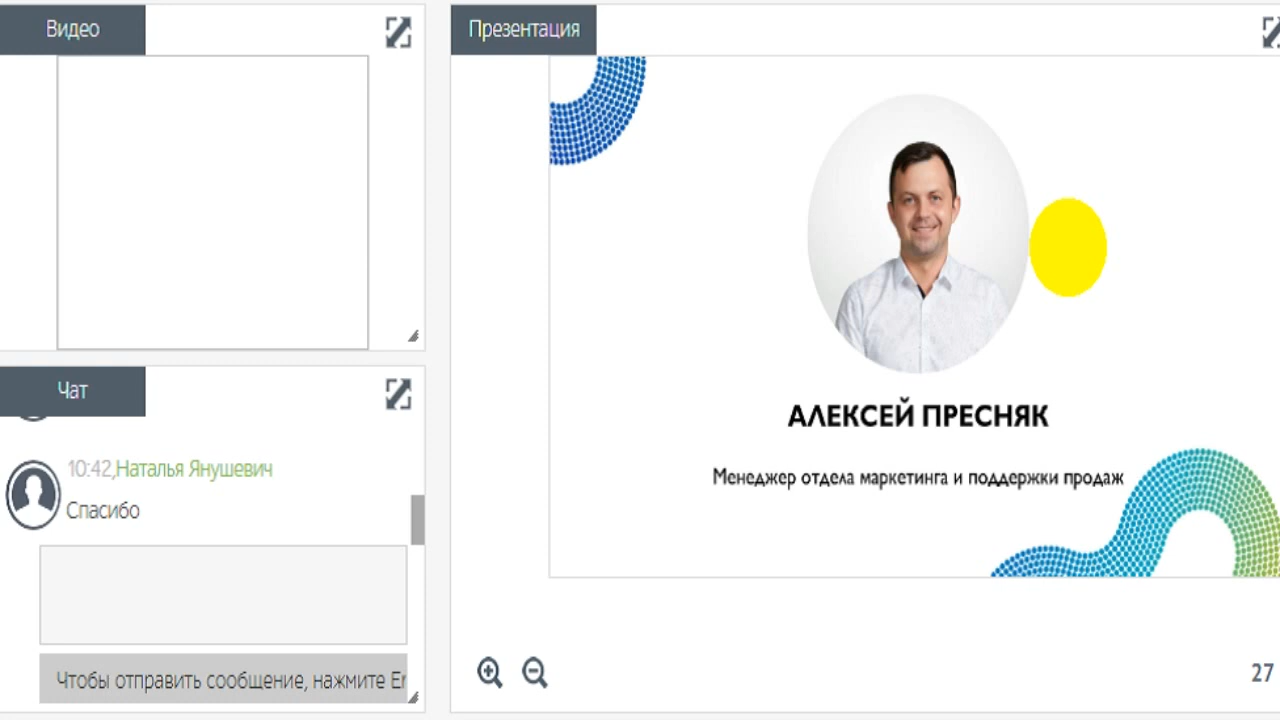 Видео
Чат
10:42,Наталья Янушевич
Спасибо
Чтобы отправить сообщение, нажмите En
Презентация
АЛЕКСЕЙ ПРЕСНЯК
Менеджер отдела маркетинга и поддержки продаж
27